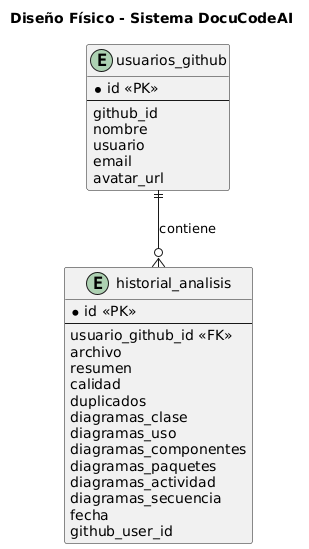 Diseño Físico - Sistema DocuCodeAI
E usuarios_github
id «PK»
github_id
nombre
usuario
email
avatar_url
contiene
E historial_analisis
id «PK»
usuario_github_id «FK»
archivo
resumen
calidad
duplicados
diagramas_clase
diagramas_uso
diagramas_componentes
diagramas_paquetes
diagramas_actividad
diagramas_secuencia
fecha
github_user_id